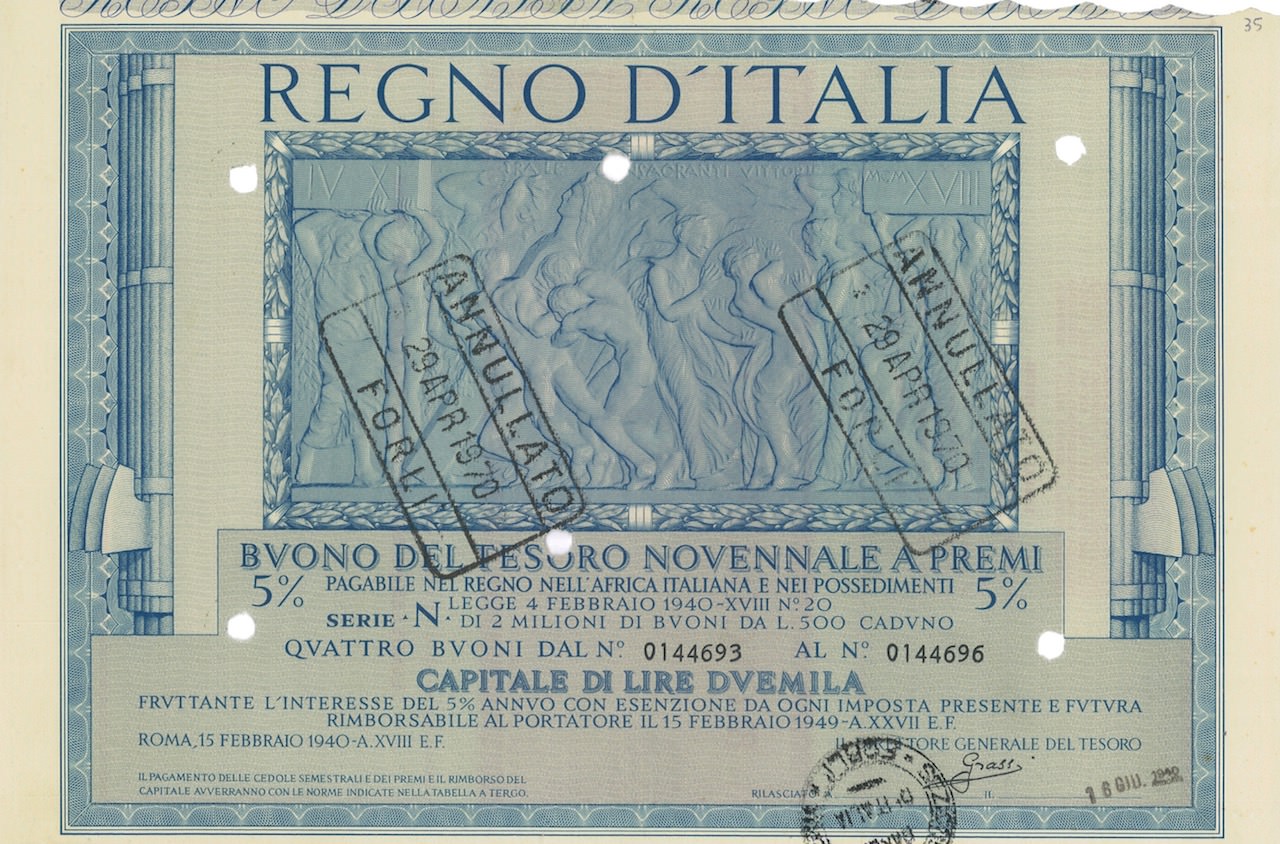 35
REGNO D'ITALIA
IV XI
MCMXVIII
ANNULLATO
29 APR 1970
FORLI
ANNULLATO
29 APR 1970
FORLI
BVONO DEL TESORO NOVENNALE A PREMI
5% PAGABILE NEL REGNO NELL'AFRICA ITALIANA E NEI POSSEDIMENTI 5%
LEGGE 4 FEBBRAIO 1940-XVIII N.º 20
SERIE · N · DI 2 MILIONI DI BVONI DA L. 500 CADVNO
QVATTRO BVONI DAL N.º 0144693 AL N.º 0144696
CAPITALE DI LIRE DVEMILA
FRVTTANTE L'INTERESSE DEL 5% ANNVO CON ESENZIONE DA OGNI IMPOSTA PRESENTE E FVTVRA
RIMBORSABILE AL PORTATORE IL 15 FEBBRAIO 1949-A.XXVII E.F.
ROMA, 15 FEBBRAIO 1940-A.XVIII E.F.
GENERALE DEL TESORO
Grassi
IL PAGAMENTO DELLE CEDOLE SEMESTRALI E DEI PREMI E IL RIMBORSO DEL
CAPITALE AVVERRANNO CON LE NORME INDICATE NELLA TABELLA A TERGO.
RILASCIATO A IL
16 GIU. 1940
FORLI
D'ITALIA